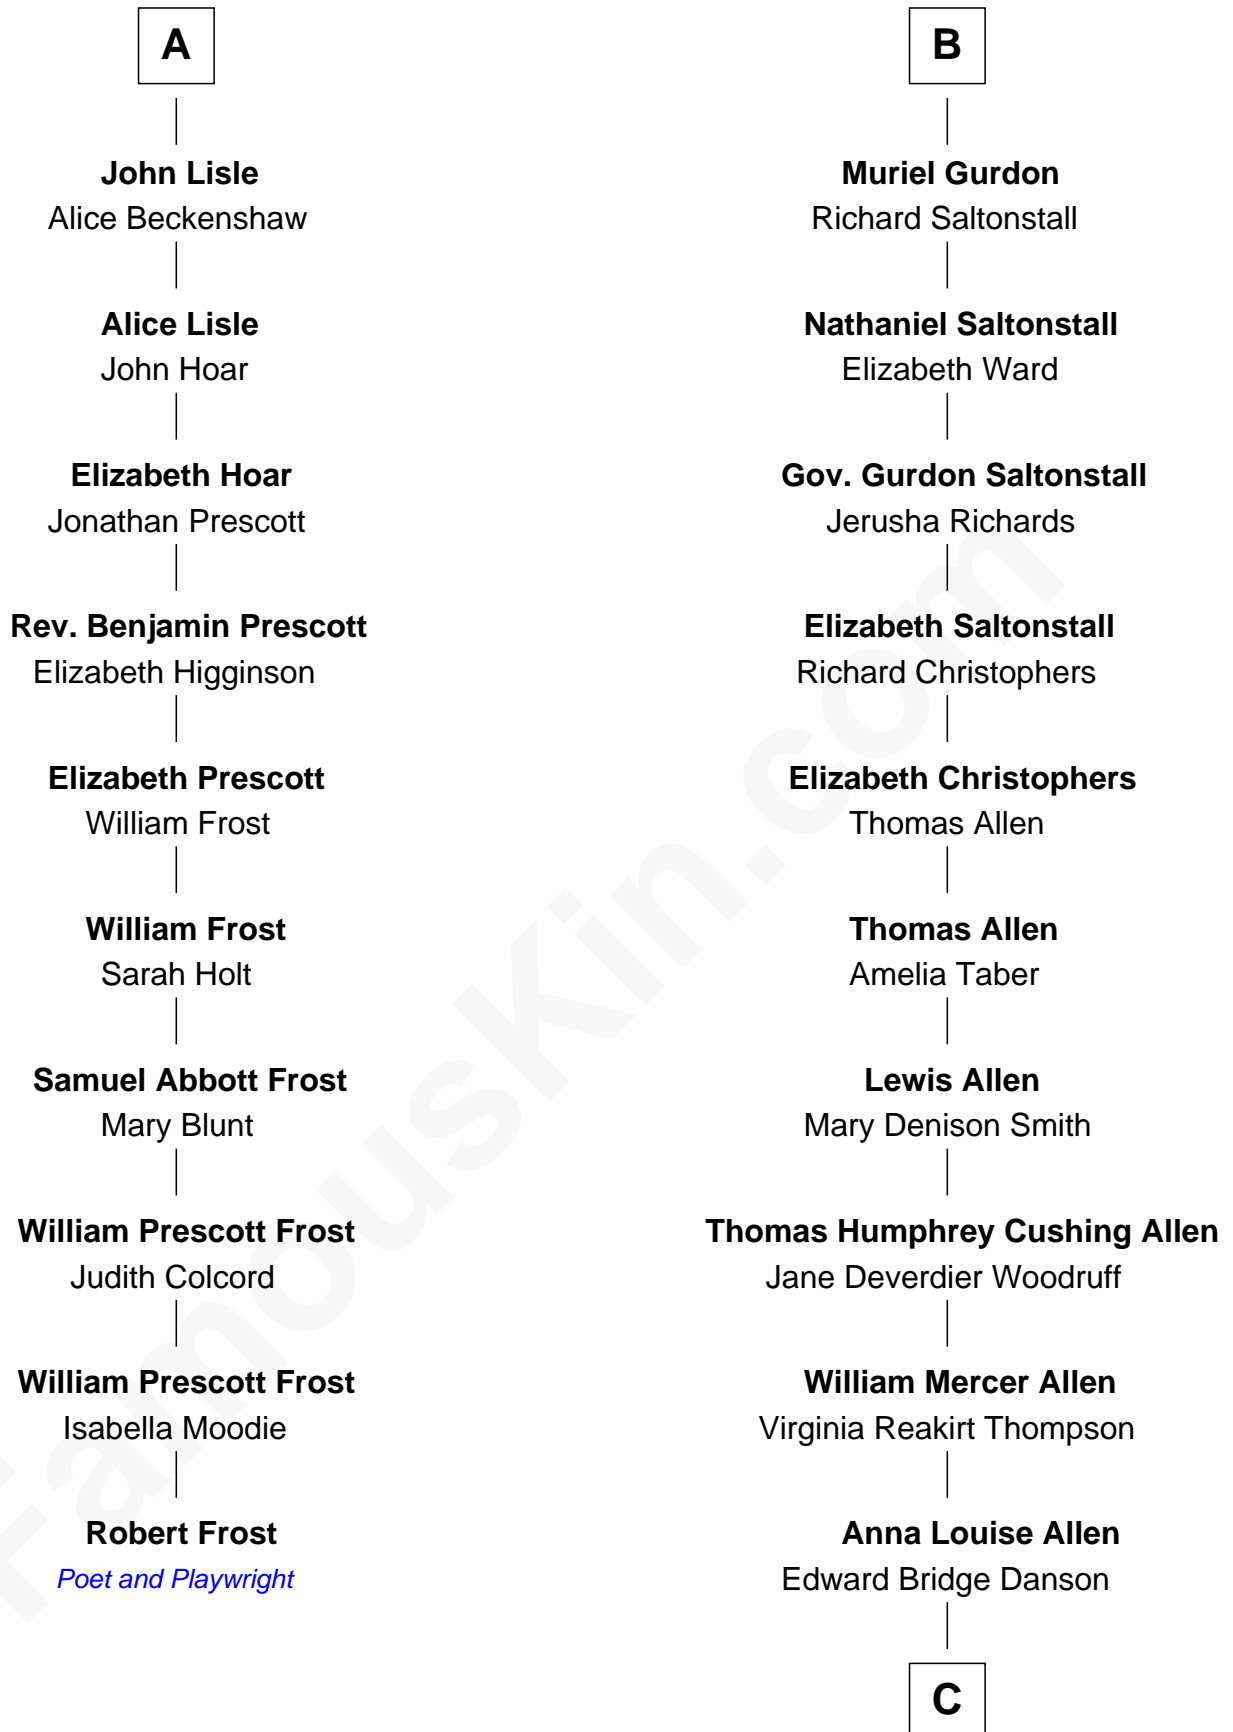 A
John Lisle
Alice Beckenshaw
Alice Lisle
John Hoar
Elizabeth Hoar
Jonathan Prescott
Rev. Benjamin Prescott
Elizabeth Higginson
Elizabeth Prescott
William Frost
William Frost
Sarah Holt
Samuel Abbott Frost
Mary Blunt
William Prescott Frost
Judith Colcord
William Prescott Frost
Isabella Moodie
Robert Frost
Poet and Playwright
B
Muriel Gurdon
Richard Saltonstall
Nathaniel Saltonstall
Elizabeth Ward
Gov. Gurdon Saltonstall
Jerusha Richards
Elizabeth Saltonstall
Richard Christophers
Elizabeth Christophers
Thomas Allen
Thomas Allen
Amelia Taber
Lewis Allen
Mary Denison Smith
Thomas Humphrey Cushing Allen
Jane Deverdier Woodruff
William Mercer Allen
Virginia Reakirt Thompson
Anna Louise Allen
Edward Bridge Danson
C
FamousKin.com